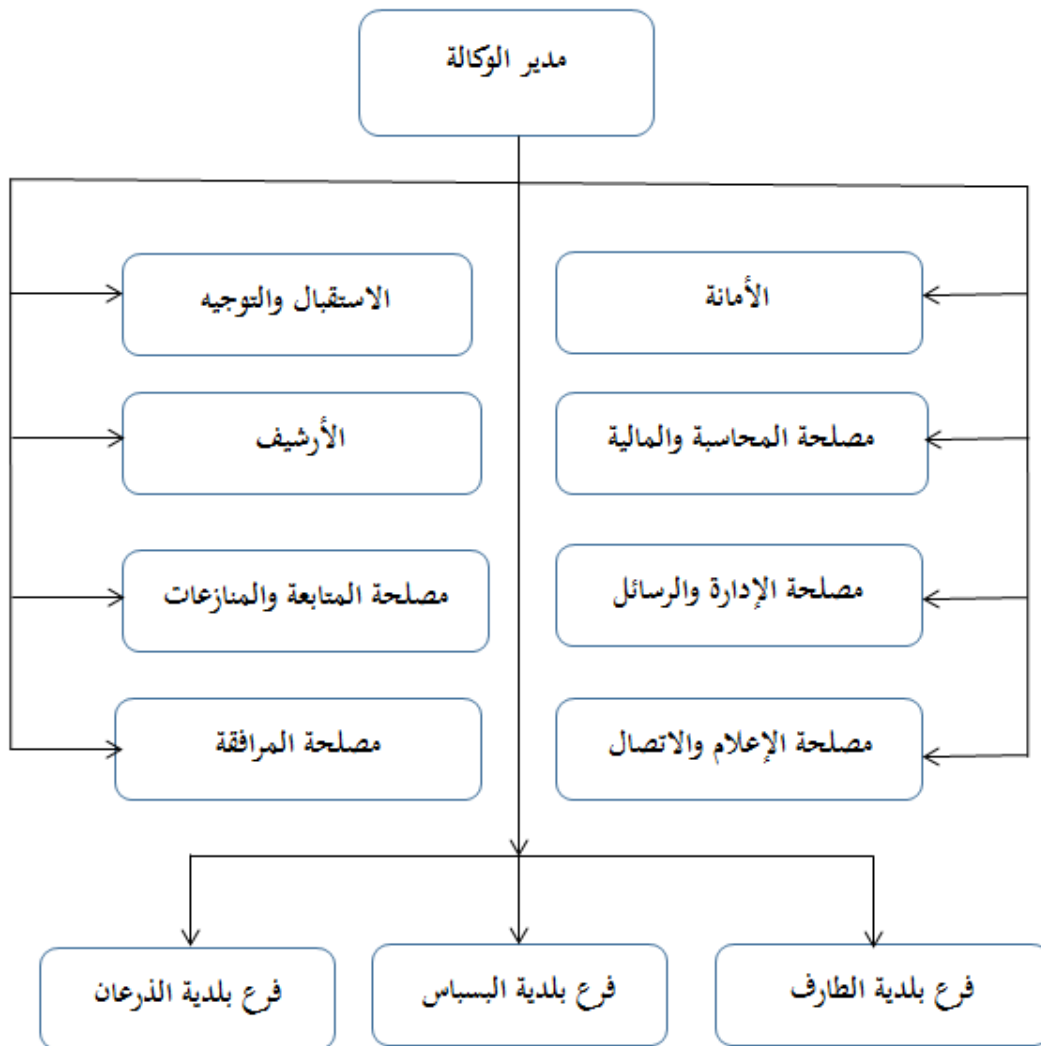 مدير الوكالة
الأمانة
الاستقبال والتوجيه
مصلحة المحاسبة والمالية
الأرشيف
مصلحة الإدارة والرسائل
مصلحة المتابعة والمنازعات
مصلحة الإعلام والاتصال
مصلحة المرافقة
فرع بلدية الطارف
فرع بلدية البسباس
فرع بلدية الذرعان